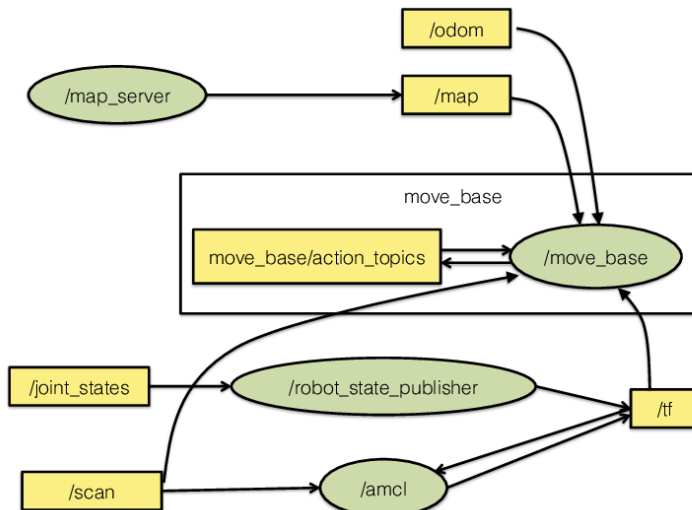 /odom
/map_server
/map
move_base
move_base/action_topics
/move_base
/joint_states
/robot_state_publisher
/tf
/scan
/amcl